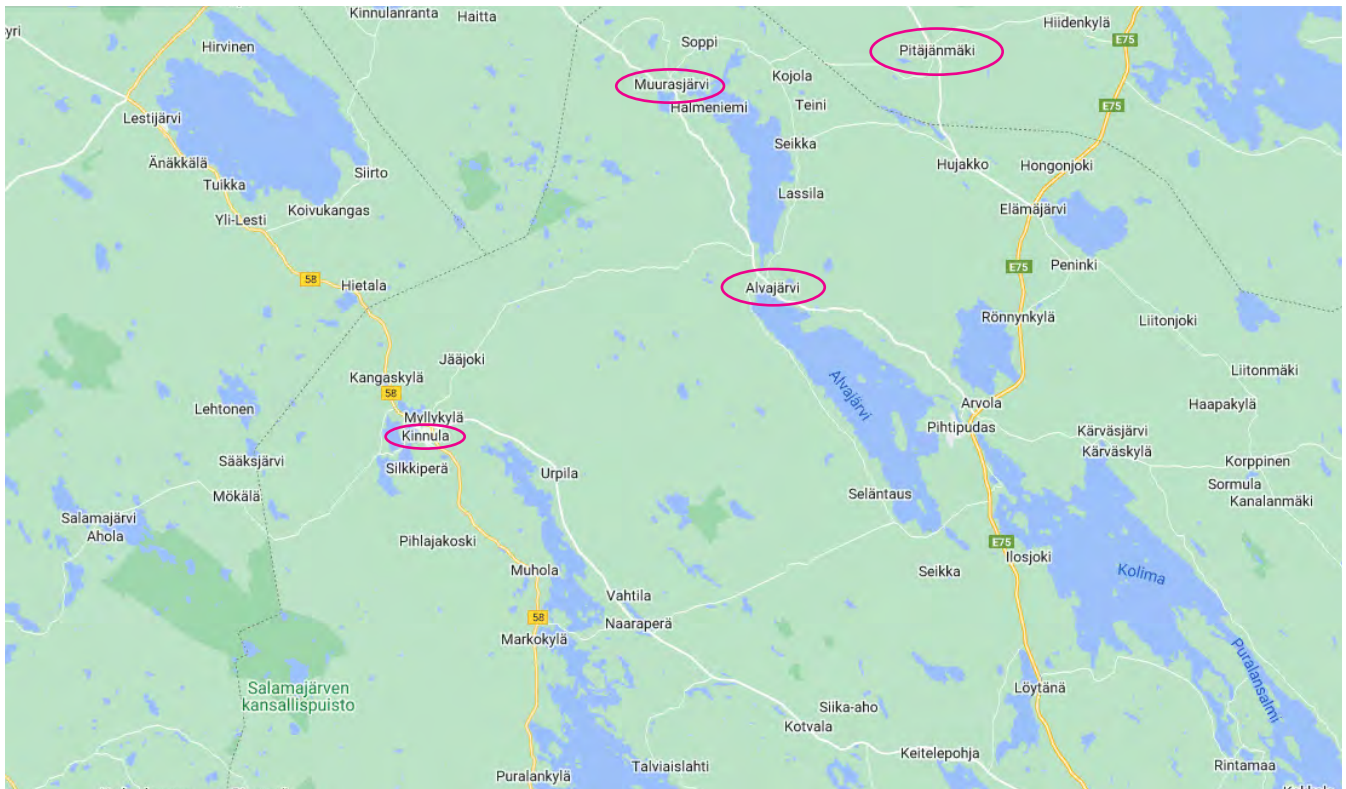 yri
Kinnulanranta
Haitta
Hiidenkylä
Hirvinen
Soppi
E75
Pitäjänmäki
Muurasjärvi
Kojola
Halmeniemi
Teini
E75
Lestijärvi
Seikka
Änäkkälä
Siirto
Hujakko
Hongonjoki
Tuikka
Lassila
Koivukangas
Elämäjärvi
Yli-Lesti
Peninki
E75
58
Hietala
Alvajärvi
Rönnynkylä
Liitonjoki
Jääjoki
Kangaskylä
58
Liitonmäki
Alvajärvi
Lehtonen
Arvola
Haapakylä
Myllykylä
Pihtipudas
Kärväsjärvi
Kinnula
Kärväskylä
Sääksjärvi
Silkkiperä
Urpila
Korppinen
Sormula
Mökälä
Seläntaus
Kanalanmäki
Salamajärvi
Ahola
Pihlajakoski
E75
Ilosjoki
Muhola
Seikka
Kolima
Vahtila
58
Naaraperä
Markokylä
Puralansalmi
Salamajärven
kansallispuisto
Löytänä
Siika-aho
Kotvala
Keitelepohja
Talviaislahti
Rintamaa
Puralankylä